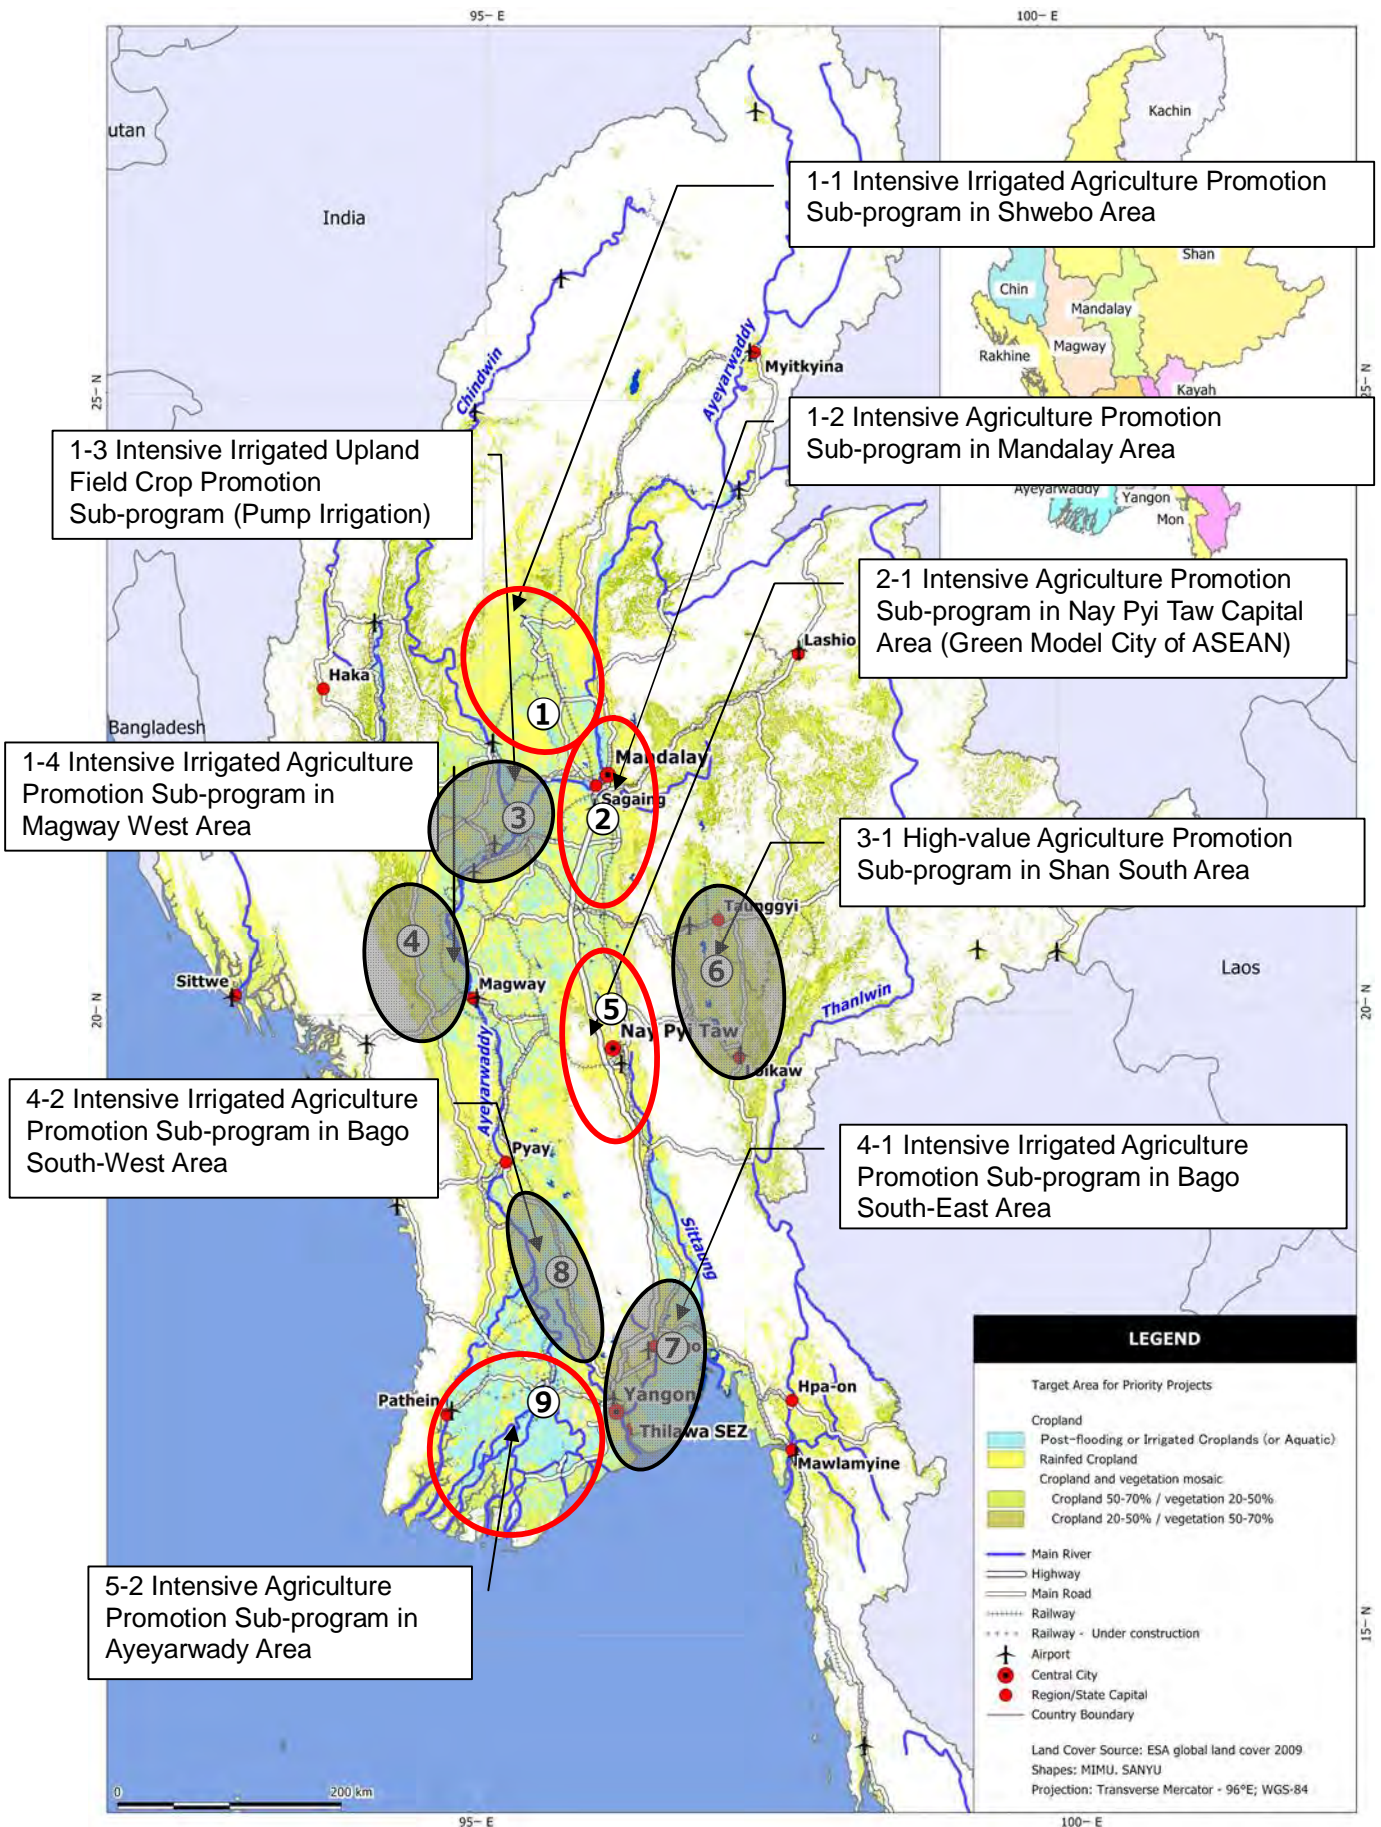 95− E
100− E
utan
India
Kachin
1-1 Intensive Irrigated Agriculture Promotion
Sub-program in Shwebo Area
Shan
Chin
Mandalay
Rakhine
Magway
Kayah
Chindwin
Ayeyarwaddy
Myitkyina
25− N
25− N
1-2 Intensive Agriculture Promotion
Sub-program in Mandalay Area
1-3 Intensive Irrigated Upland
Field Crop Promotion
Sub-program (Pump Irrigation)
Ayeyarwaddy
Yangon
Mon
2-1 Intensive Agriculture Promotion
Sub-program in Nay Pyi Taw Capital
Area (Green Model City of ASEAN)
Lashio
Haka
Bangladesh
1
Mandalay
Sagaing
1-4 Intensive Irrigated Agriculture
Promotion Sub-program in
Magway West Area
3
2
3-1 High-value Agriculture Promotion
Sub-program in Shan South Area
Taunggyi
4
6
Laos
Sittwe
Magway
Thanlwin
20− N
20− N
5
Nay Pyi Taw
Loikaw
Ayeyarwaddy
4-2 Intensive Irrigated Agriculture
Promotion Sub-program in Bago
South-West Area
Pyay
4-1 Intensive Irrigated Agriculture
Promotion Sub-program in Bago
South-East Area
Sittaung
8
7
Pathein
9
Yangon
Thilawa SEZ
Hpa-on
Mawlamyine
5-2 Intensive Agriculture
Promotion Sub-program in
Ayeyarwady Area
15− N
LEGEND
Target Area for Priority Projects
Cropland
Post-flooding or Irrigated Croplands (or Aquatic)
Rainfed Cropland
Cropland and vegetation mosaic
Cropland 50-70% / vegetation 20-50%
Cropland 20-50% / vegetation 50-70%
Main River
Highway
Main Road
Railway
Railway - Under construction
Airport
Central City
Region/State Capital
Country Boundary
Land Cover Source: ESA global land cover 2009
Shapes: MIMU. SANYU
Projection: Transverse Mercator - 96°E; WGS-84
0
200 km
95− E
100− E